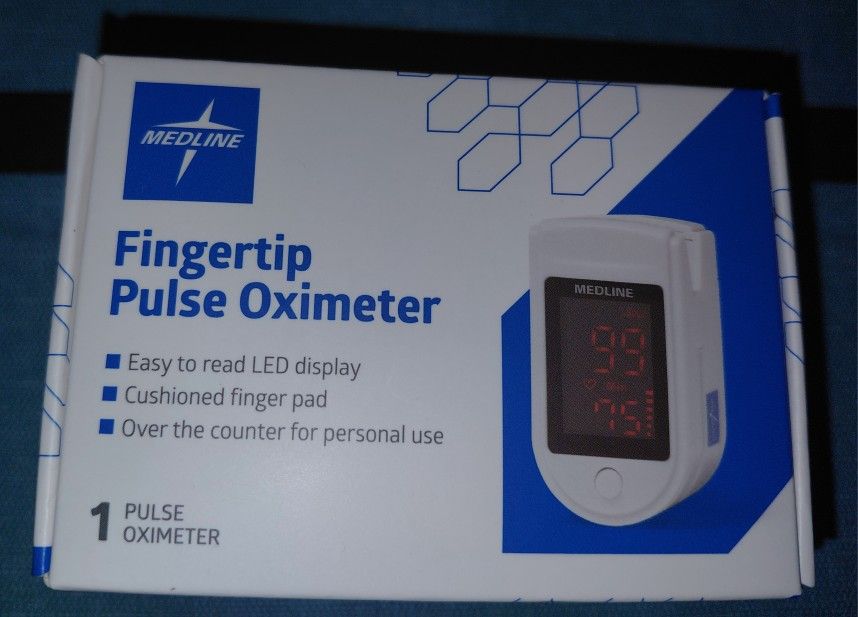 MEDLINE
Fingertip
Pulse Oximeter
Easy to read LED display
Cushioned finger pad
Over the counter for personal use
1 PULSE
OXIMETER
MEDLINE
99
75